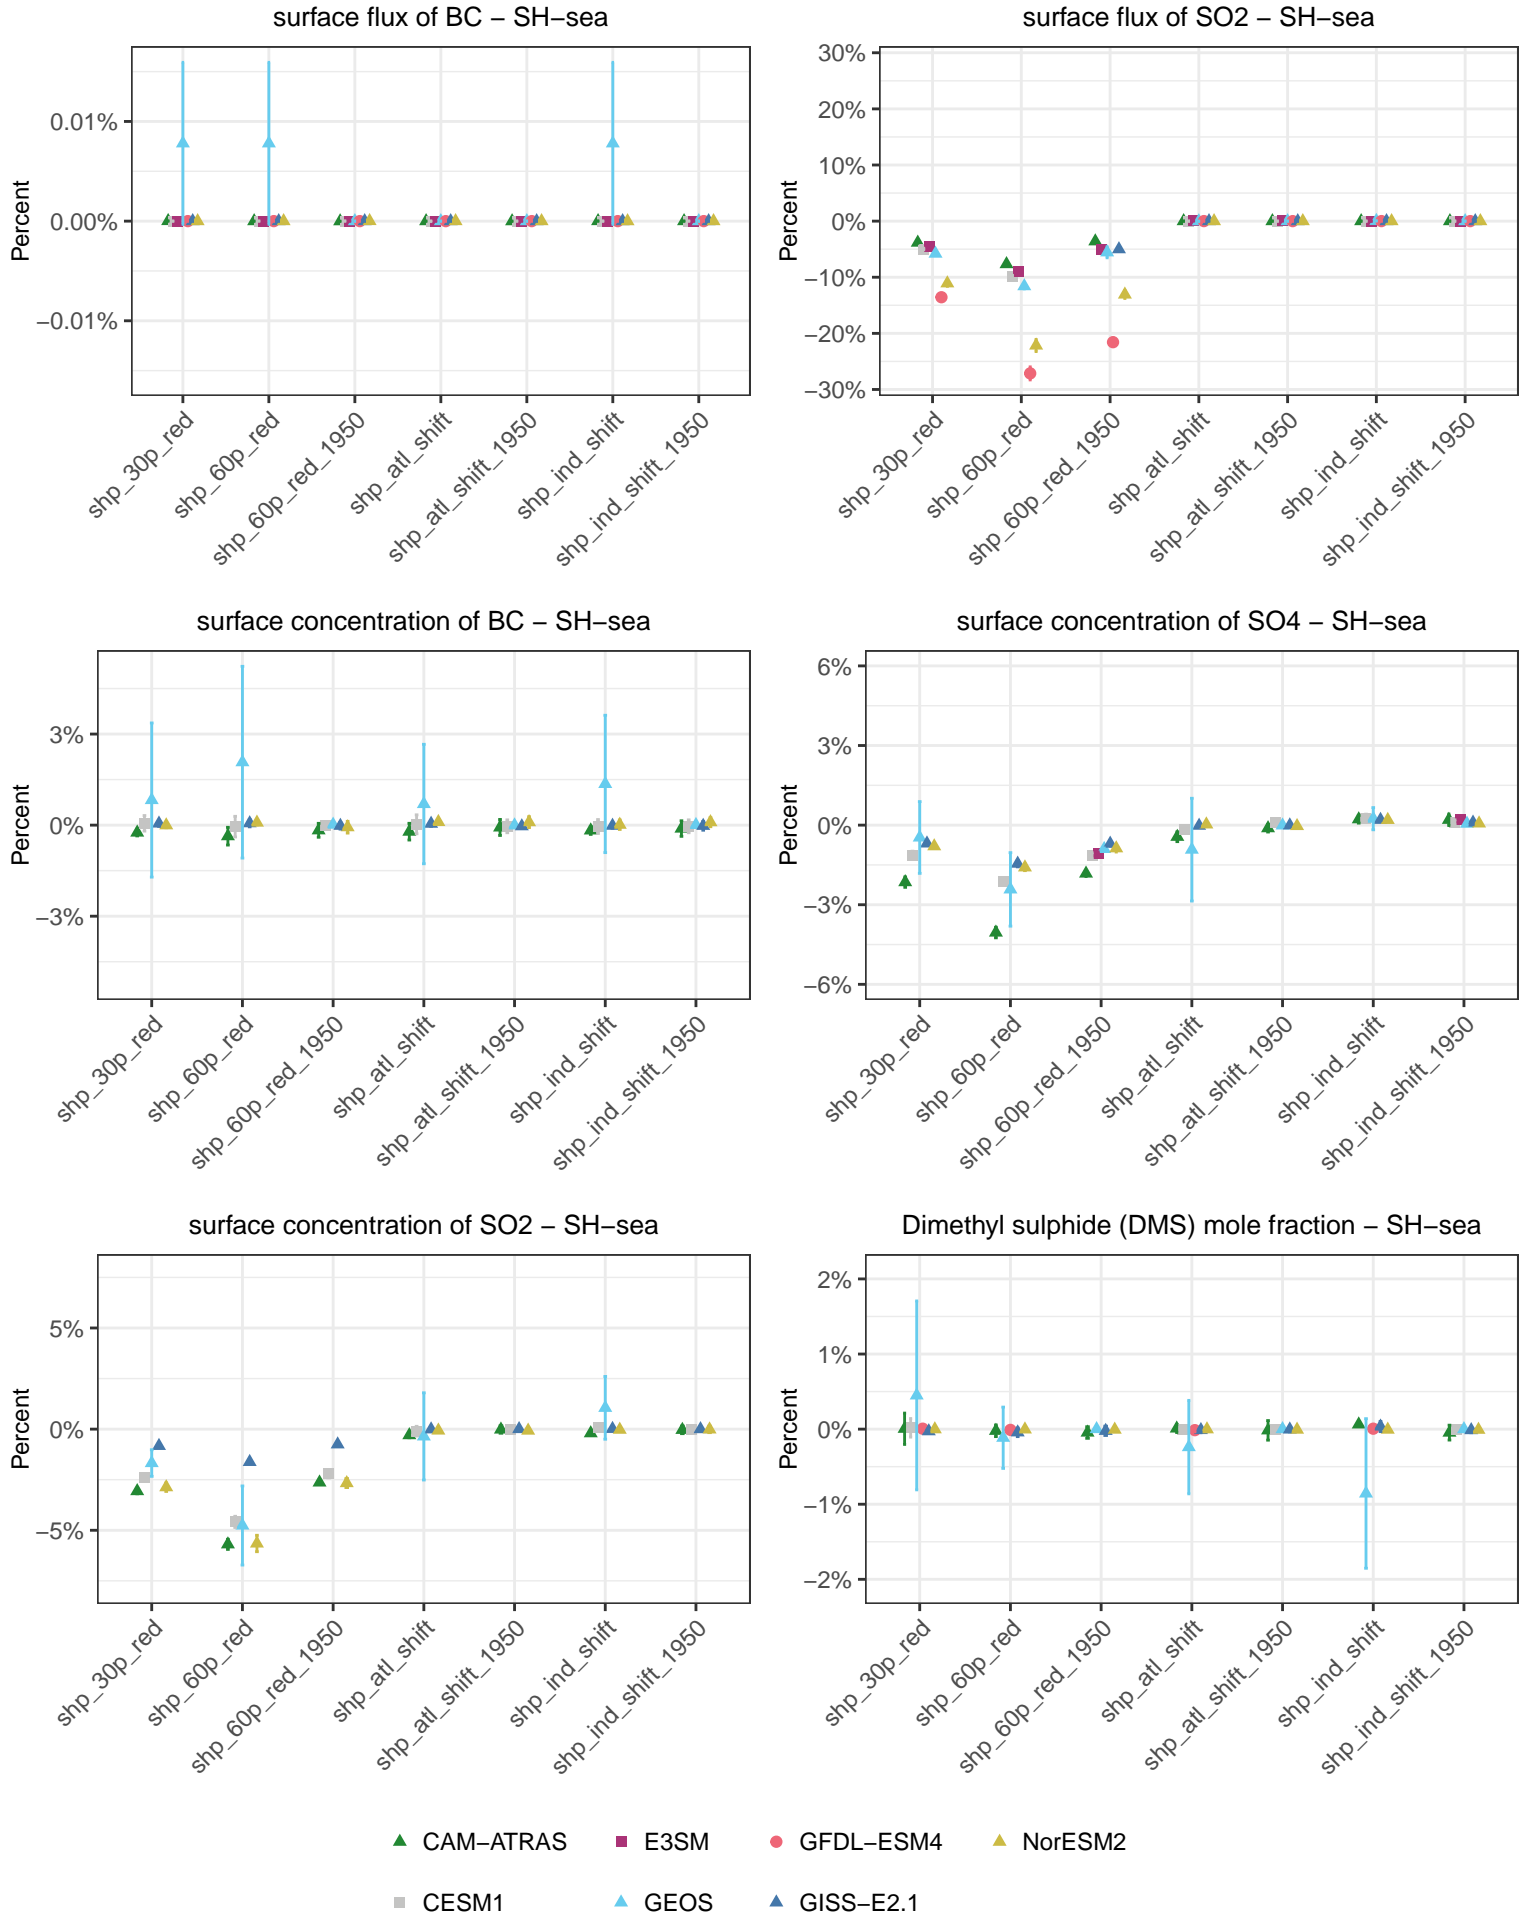 surface flux of BC – SH–sea
Percent
0.01%
0.00%
–0.01%
shp_30p_red
shp_60p_red
shp_60p_red_1950
shp_atl_shift
shp_atl_shift_1950
shp_ind_shift
shp_ind_shift_1950
surface flux of SO2 – SH–sea
Percent
30%
20%
10%
0%
–10%
–20%
–30%
shp_30p_red
shp_60p_red
shp_60p_red_1950
shp_atl_shift
shp_atl_shift_1950
shp_ind_shift
shp_ind_shift_1950
surface concentration of BC – SH–sea
Percent
3%
0%
–3%
shp_30p_red
shp_60p_red
shp_60p_red_1950
shp_atl_shift
shp_atl_shift_1950
shp_ind_shift
shp_ind_shift_1950
surface concentration of SO4 – SH–sea
Percent
6%
3%
0%
–3%
–6%
shp_30p_red
shp_60p_red
shp_60p_red_1950
shp_atl_shift
shp_atl_shift_1950
shp_ind_shift
shp_ind_shift_1950
surface concentration of SO2 – SH–sea
Percent
5%
0%
–5%
shp_30p_red
shp_60p_red
shp_60p_red_1950
shp_atl_shift
shp_atl_shift_1950
shp_ind_shift
shp_ind_shift_1950
Dimethyl sulphide (DMS) mole fraction – SH–sea
Percent
2%
1%
0%
–1%
–2%
shp_30p_red
shp_60p_red
shp_60p_red_1950
shp_atl_shift
shp_atl_shift_1950
shp_ind_shift
shp_ind_shift_1950
CAM–ATRAS
E3SM
GFDL–ESM4
NorESM2
CESM1
GEOS
GISS–E2.1